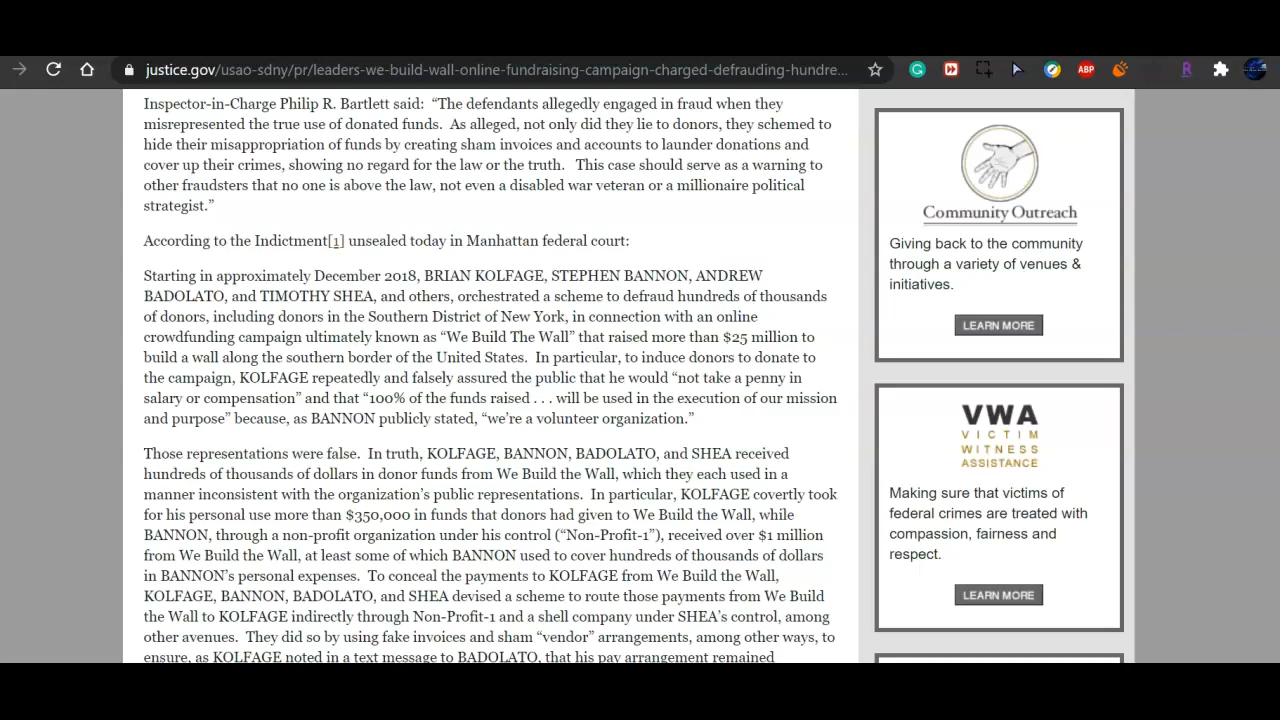 justice.gov/usao-sdny/pr/leaders-we-build-wall-online-fundraising-campaign-charged-defrauding-hundre...
ABP
R
Inspector-in-Charge Philip R. Bartlett said:  “The defendants allegedly engaged in fraud when they
misrepresented the true use of donated funds.  As alleged, not only did they lie to donors, they schemed to
hide their misappropriation of funds by creating sham invoices and accounts to launder donations and
cover up their crimes, showing no regard for the law or the truth.   This case should serve as a warning to
other fraudsters that no one is above the law, not even a disabled war veteran or a millionaire political
strategist.”
According to the Indictment[1] unsealed today in Manhattan federal court:
Starting in approximately December 2018, BRIAN KOLFAGE, STEPHEN BANNON, ANDREW
BADOLATO, and TIMOTHY SHEA, and others, orchestrated a scheme to defraud hundreds of thousands
of donors, including donors in the Southern District of New York, in connection with an online
crowdfunding campaign ultimately known as “We Build The Wall” that raised more than $25 million to
build a wall along the southern border of the United States.  In particular, to induce donors to donate to
the campaign, KOLFAGE repeatedly and falsely assured the public that he would “not take a penny in
salary or compensation” and that “100% of the funds raised . . . will be used in the execution of our mission
and purpose” because, as BANNON publicly stated, “we’re a volunteer organization.”
Those representations were false.  In truth, KOLFAGE, BANNON, BADOLATO, and SHEA received
hundreds of thousands of dollars in donor funds from We Build the Wall, which they each used in a
manner inconsistent with the organization’s public representations.  In particular, KOLFAGE covertly took
for his personal use more than $350,000 in funds that donors had given to We Build the Wall, while
BANNON, through a non-profit organization under his control (“Non-Profit-1”), received over $1 million
from We Build the Wall, at least some of which BANNON used to cover hundreds of thousands of dollars
in BANNON’s personal expenses.  To conceal the payments to KOLFAGE from We Build the Wall,
KOLFAGE, BANNON, BADOLATO, and SHEA devised a scheme to route those payments from We Build
the Wall to KOLFAGE indirectly through Non-Profit-1 and a shell company under SHEA’s control, among
other avenues.  They did so by using fake invoices and sham “vendor” arrangements, among other ways, to
ensure, as KOLFAGE noted in a text message to BADOLATO, that his pay arrangement remained
Community Outreach
Giving back to the community
through a variety of venues &
initiatives.
LEARN MORE
VWA
VICTIM
WITNESS
ASSISTANCE
Making sure that victims of
federal crimes are treated with
compassion, fairness and
respect.
LEARN MORE